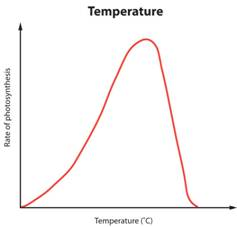 Temperature
Rate of photosynthesis
Temperature (˚C)